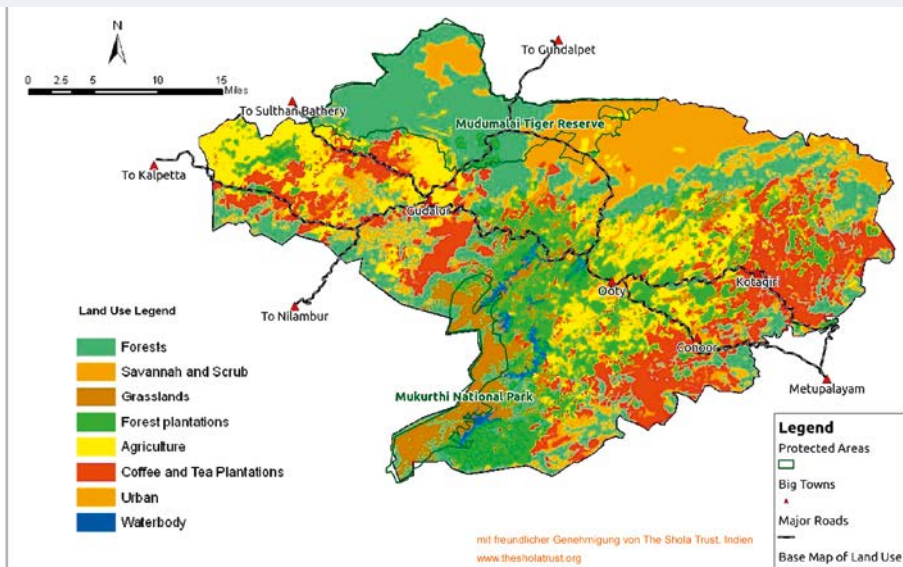 N
0 2.5 5 10 15
Miles
To Gundalpet
To Sulthan Bathery
Mudumalai Tiger Reserve
To Kalpetta
Gudalur
Ooty
Kotagiri
To Nilambur
Conoor
Metupalayam
Mukurthi National Park
Land Use Legend
Forests
Savannah and Scrub
Grasslands
Forest plantations
Agriculture
Coffee and Tea Plantations
Urban
Waterbody
Legend
Protected Areas
Big Towns
Major Roads
Base Map of Land Use
mit freundlicher Genehmigung von The Shola Trust. Indien
www.thesholatrust.org